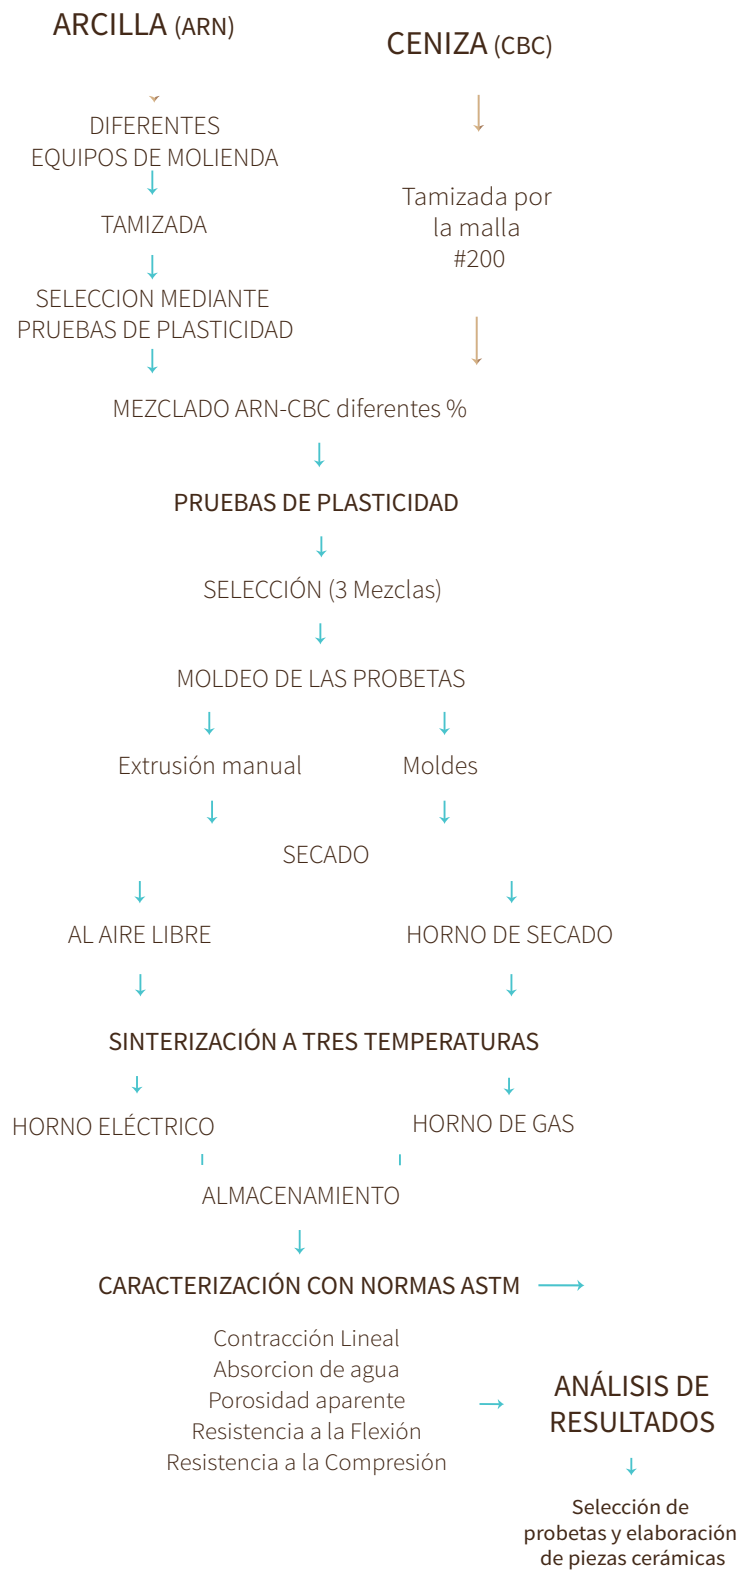 ARCILLA (ARN)
CENIZA (CBC)
DIFERENTES
EQUIPOS DE MOLIENDA
TAMIZADA
Tamizada por
la malla
#200
SELECCION MEDIANTE
PRUEBAS DE PLASTICIDAD
MEZCLADO ARN-CBC diferentes %
PRUEBAS DE PLASTICIDAD
SELECCIÓN (3 Mezclas)
MOLDEO DE LAS PROBETAS
Extrusión manual
Moldes
SECADO
AL AIRE LIBRE
HORNO DE SECADO
SINTERIZACIÓN A TRES TEMPERATURAS
HORNO ELÉCTRICO
HORNO DE GAS
ALMACENAMIENTO
CARACTERIZACIÓN CON NORMAS ASTM
Contracción Lineal
Absorcion de agua
Porosidad aparente
Resistencia a la Flexión
Resistencia a la Compresión
ANÁLISIS DE
RESULTADOS
Selección de
probetas y elaboración
de piezas cerámicas